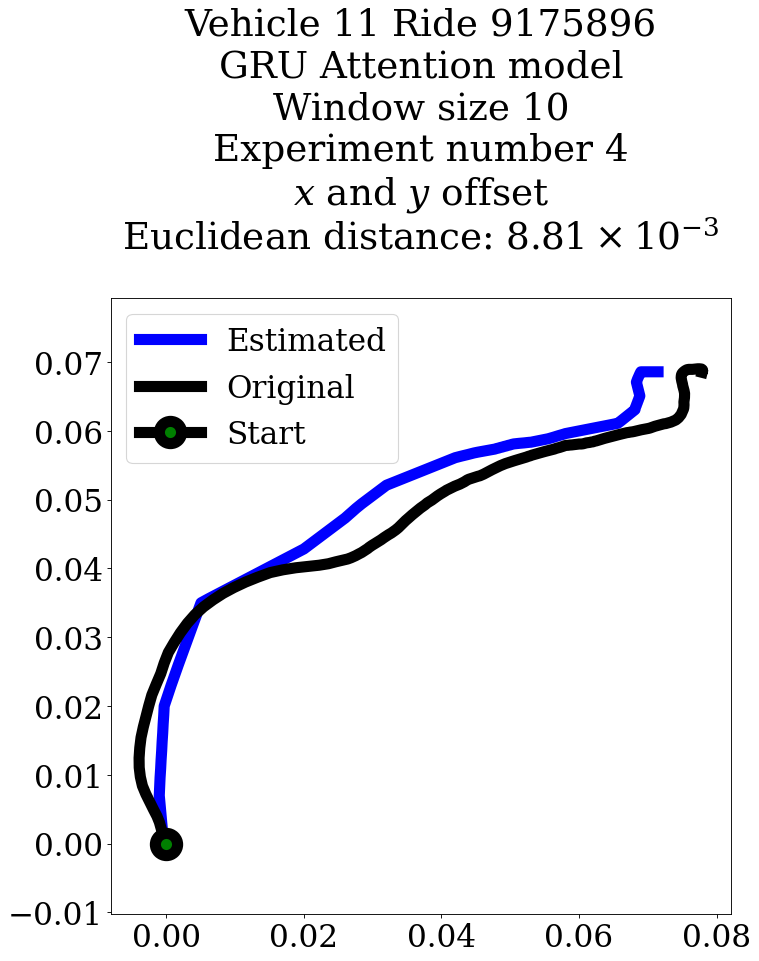 Vehicle 11 Ride 9175896
GRU Attention model
Window size 10
Experiment number 4
x and y offset
Euclidean distance: 8.81 × 10⁻³
Estimated
Original
Start
0.07
0.06
0.05
0.04
0.03
0.02
0.01
0.00
−0.01
0.00 0.02 0.04 0.06 0.08